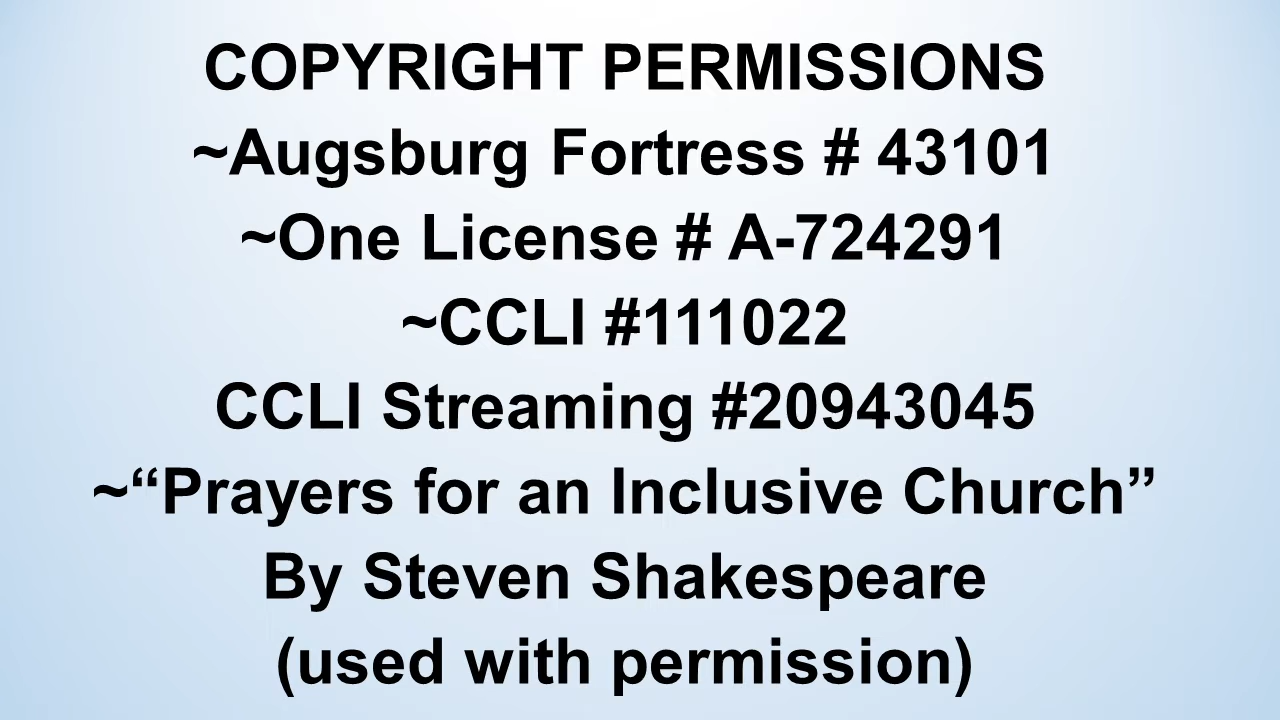 COPYRIGHT PERMISSIONS
~Augsburg Fortress # 43101
~One License # A-724291
~CCLI #111022
CCLI Streaming #20943045
~“Prayers for an Inclusive Church”
By Steven Shakespeare
(used with permission)